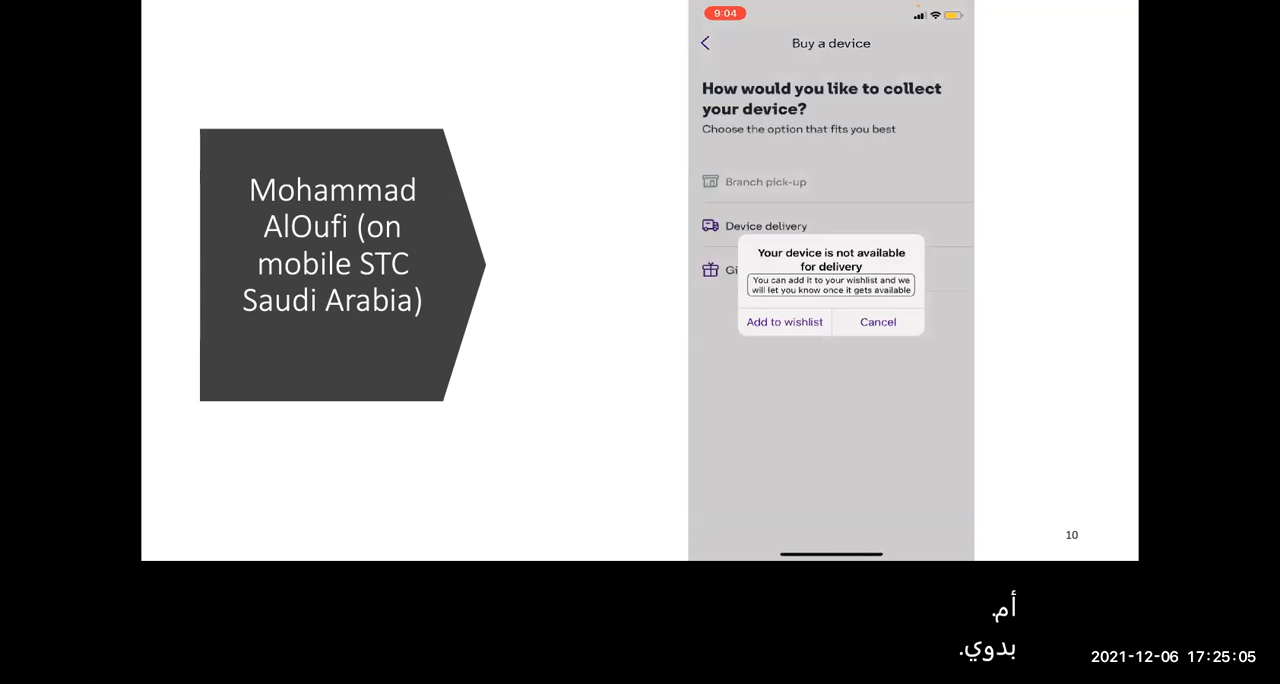 Mohammad
AlOufi (on
mobile STC
Saudi Arabia)
9:04
Buy a device
How would you like to collect
your device?
Choose the option that fits you best
Branch pick-up
Device delivery
Gi
Your device is not available
for delivery
You can add it to your wishlist and we
will let you know once it gets available
Add to wishlist
Cancel
10
أم.
بدوي.
2021-12-06 17:25:05